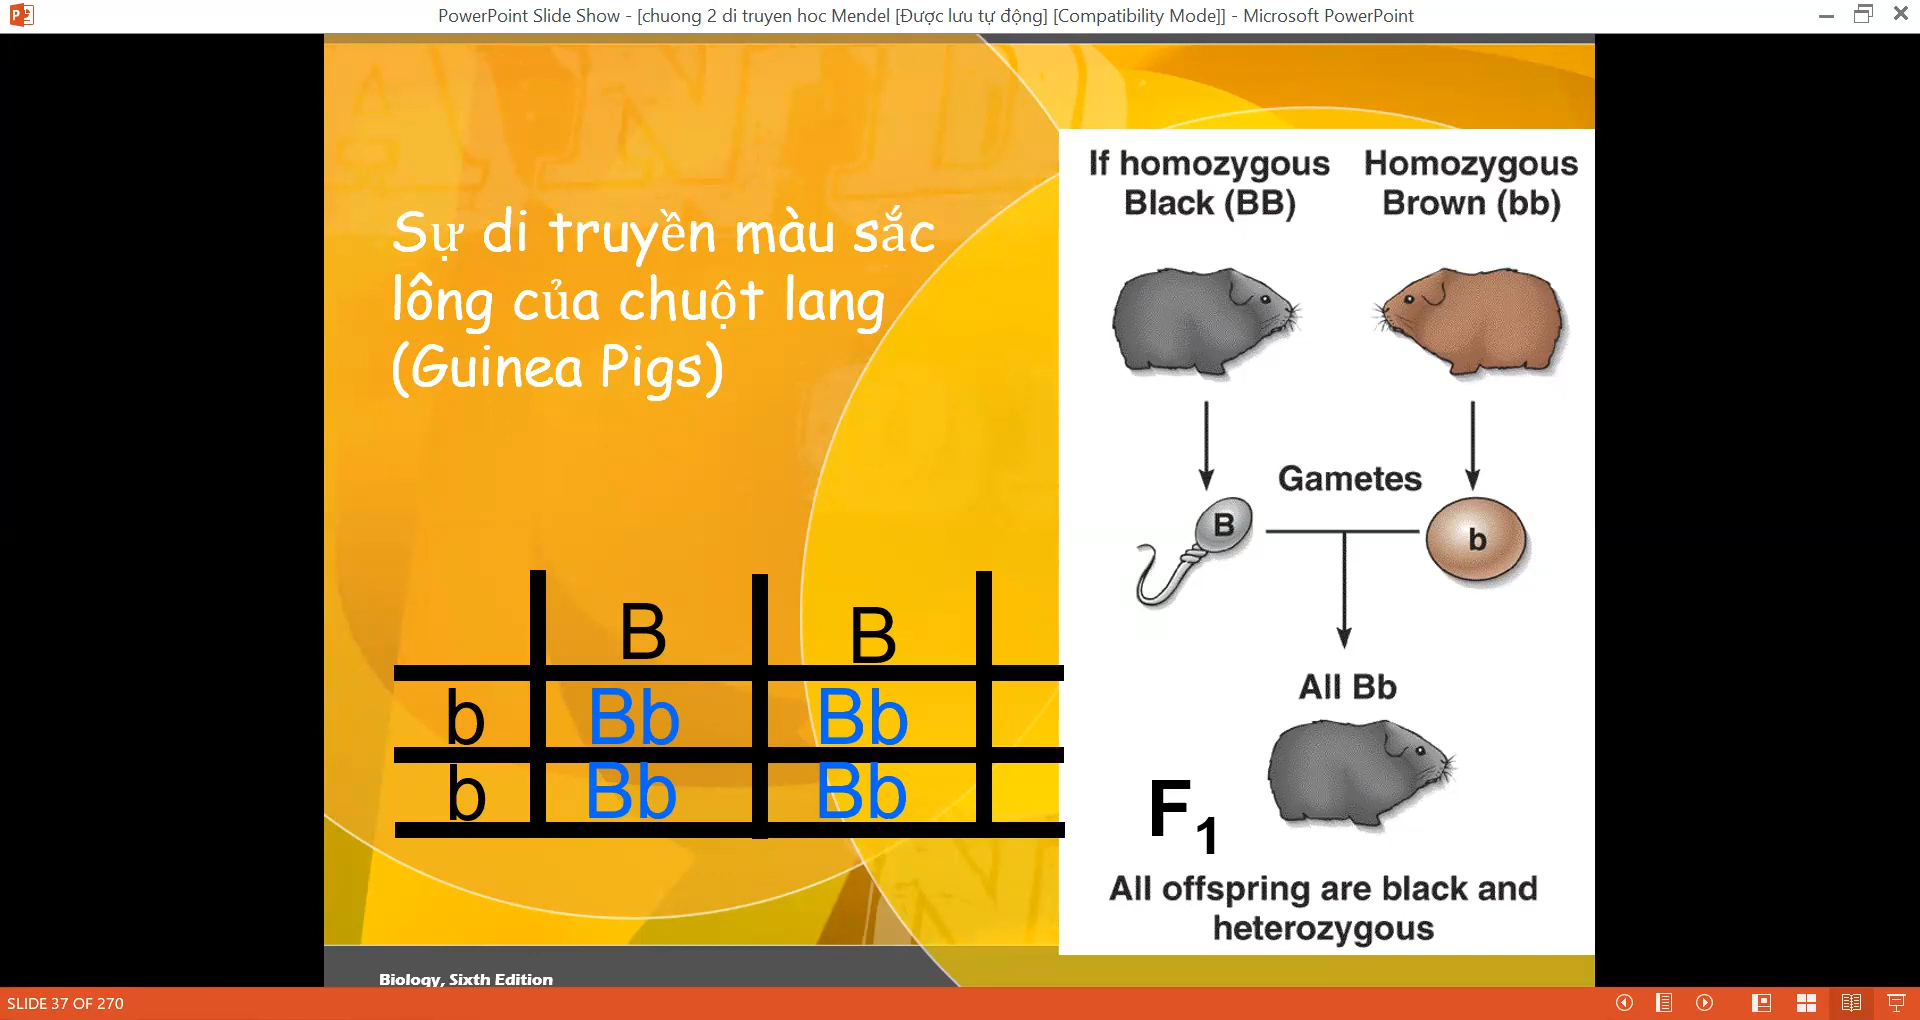 PowerPoint Slide Show - [chuong 2 di truyen hoc Mendel [Được lưu tự động] [Compatibility Mode]] - Microsoft PowerPoint
Sự di truyền màu sắc
lông của chuột lang
(Guinea Pigs)
B B
b Bb Bb
b Bb Bb
If homozygous
Black (BB)
Homozygous
Brown (bb)
Gametes
B
b
All Bb
F1
All offspring are black and
heterozygous
Biology, Sixth Edition
SLIDE 37 OF 270